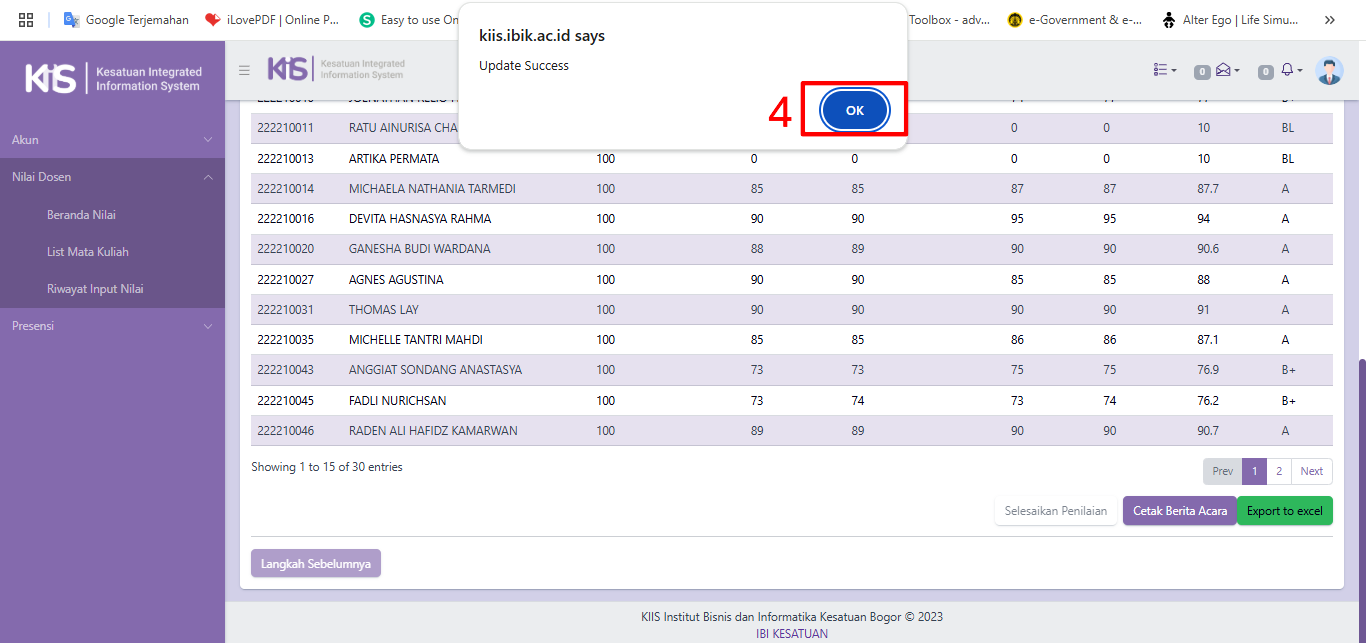 Google Terjemahan iLovePDF | Online P... Easy to use On Toolbox - adv... e-Government & e-... Alter Ego | Life Simu... »
kiis.ibik.ac.id says
Update Success
4 OK
KIS Kesatuan Integrated Information System
KIS Kesatuan Integrated Information System
0 0
Akun
Nilai Dosen
Beranda Nilai
List Mata Kuliah
Riwayat Input Nilai
Presensi
222210011 RATU AINURISA CHA 0 0 10 BL
222210013 ARTIKA PERMATA 100 0 0 0 0 10 BL
222210014 MICHAELA NATHANIA TARMEDI 100 85 85 87 87 87.7 A
222210016 DEVITA HASNASYA RAHMA 100 90 90 95 95 94 A
222210020 GANESHA BUDI WARDANA 100 88 89 90 90 90.6 A
222210027 AGNES AGUSTINA 100 90 90 85 85 88 A
222210031 THOMAS LAY 100 90 90 90 90 91 A
222210035 MICHELLE TANTRI MAHDI 100 85 85 86 86 87.1 A
222210043 ANGGIAT SONDANG ANASTASYA 100 73 73 75 75 76.9 B+
222210045 FADLI NURICHSAN 100 73 74 73 74 76.2 B+
222210046 RADEN ALI HAFIDZ KAMARWAN 100 89 89 90 90 90.7 A
Showing 1 to 15 of 30 entries
Prev 1 2 Next
Selesaikan Penilaian Cetak Berita Acara Export to excel
Langkah Sebelumnya
KIIS Institut Bisnis dan Informatika Kesatuan Bogor © 2023
IBI KESATUAN